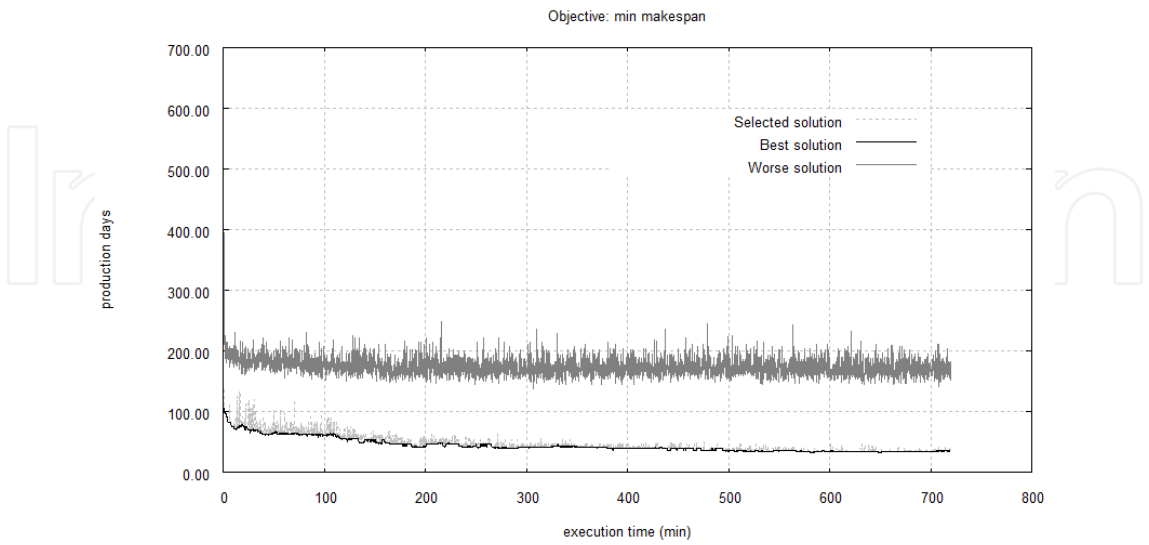 Objective: min makespan
700.00
600.00
500.00
400.00
300.00
200.00
100.00
0.00
production days
Selected solution
Best solution
Worse solution
0 100 200 300 400 500 600 700 800
execution time (min)